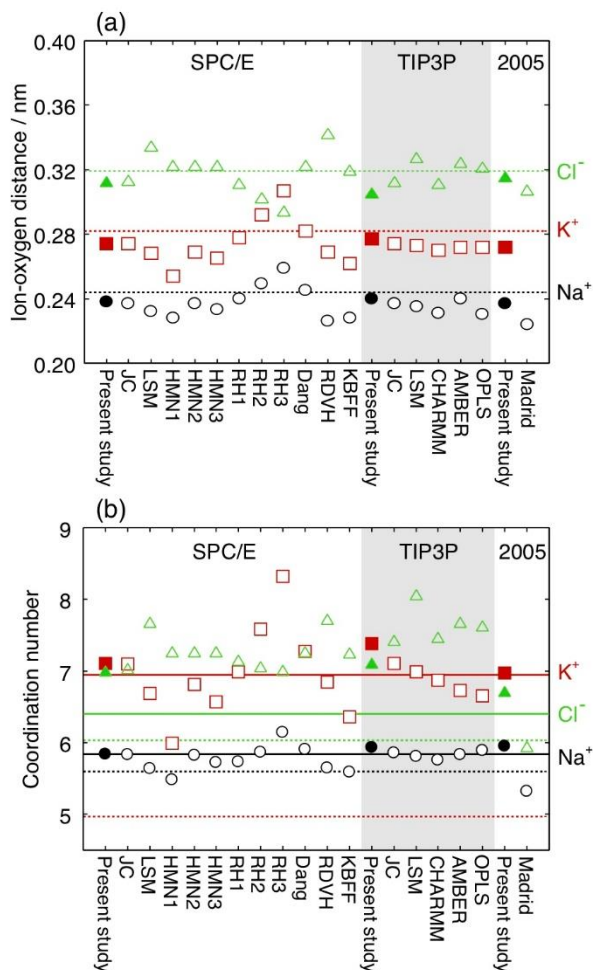 (a)
0.40
SPC/E
TIP3P
2005
0.36
0.32
Cl⁻
K⁺
0.28
Na⁺
0.24
0.20
Ion-oxygen distance / nm
Present study
JC
LSM
HMN1
HMN2
HMN3
RH1
RH2
RH3
Dang
RDVH
KBFF
Present study
JC
LSM
CHARMM
AMBER
OPLS
Present study
Madrid
(b)
9
SPC/E
TIP3P
2005
8
7
K⁺
Cl⁻
6
Na⁺
5
Coordination number
Present study
JC
LSM
HMN1
HMN2
HMN3
RH1
RH2
RH3
Dang
RDVH
KBFF
Present study
JC
LSM
CHARMM
AMBER
OPLS
Present study
Madrid